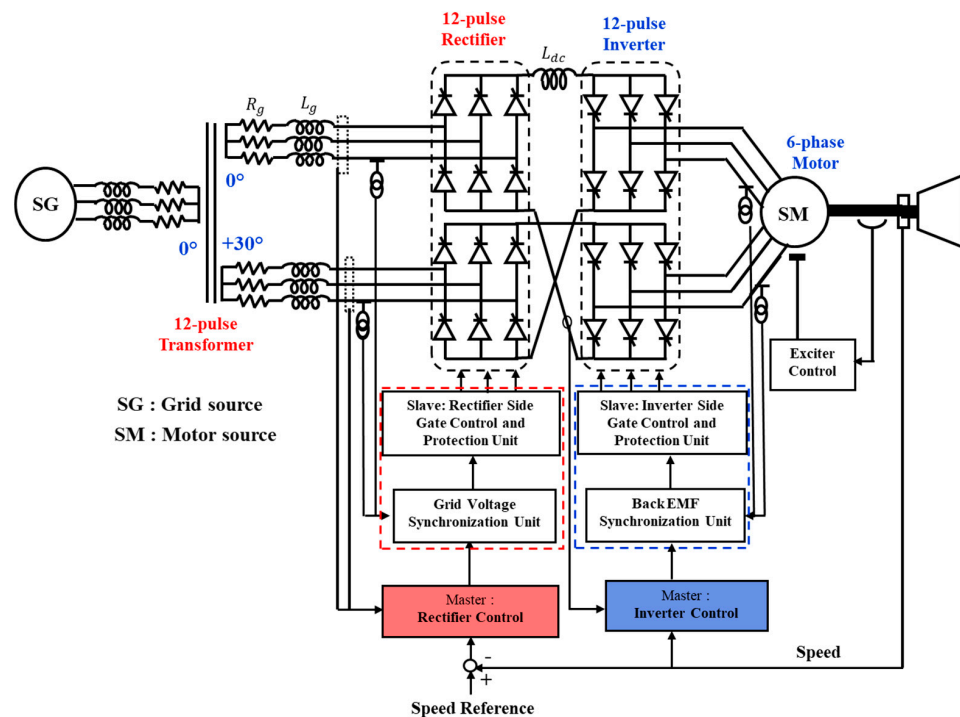 12-pulse
Rectifier
12-pulse
Inverter
L_{dc}
R_g
L_g
6-phase
Motor
0°
SG
SM
0°
+30°
12-pulse
Transformer
Exciter
Control
SG : Grid source
SM : Motor source
Slave: Rectifier Side
Gate Control and
Protection Unit
Slave: Inverter Side
Gate Control and
Protection Unit
Grid Voltage
Synchronization Unit
Back EMF
Synchronization Unit
Master :
Rectifier Control
Master :
Inverter Control
Speed
-
+
Speed Reference